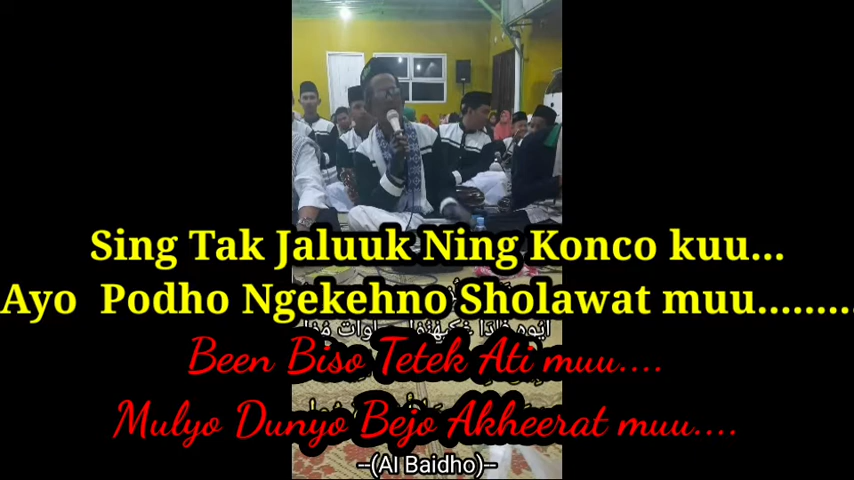 Sing Tak Jaluuk Ning Konco kuu...
Ayo Podho Ngekehno Sholawat muu.........
Been Biso Tetek Ati muu....
Mulyo Dunyo Bejo Akheerat muu....
--(Al Baidho)--